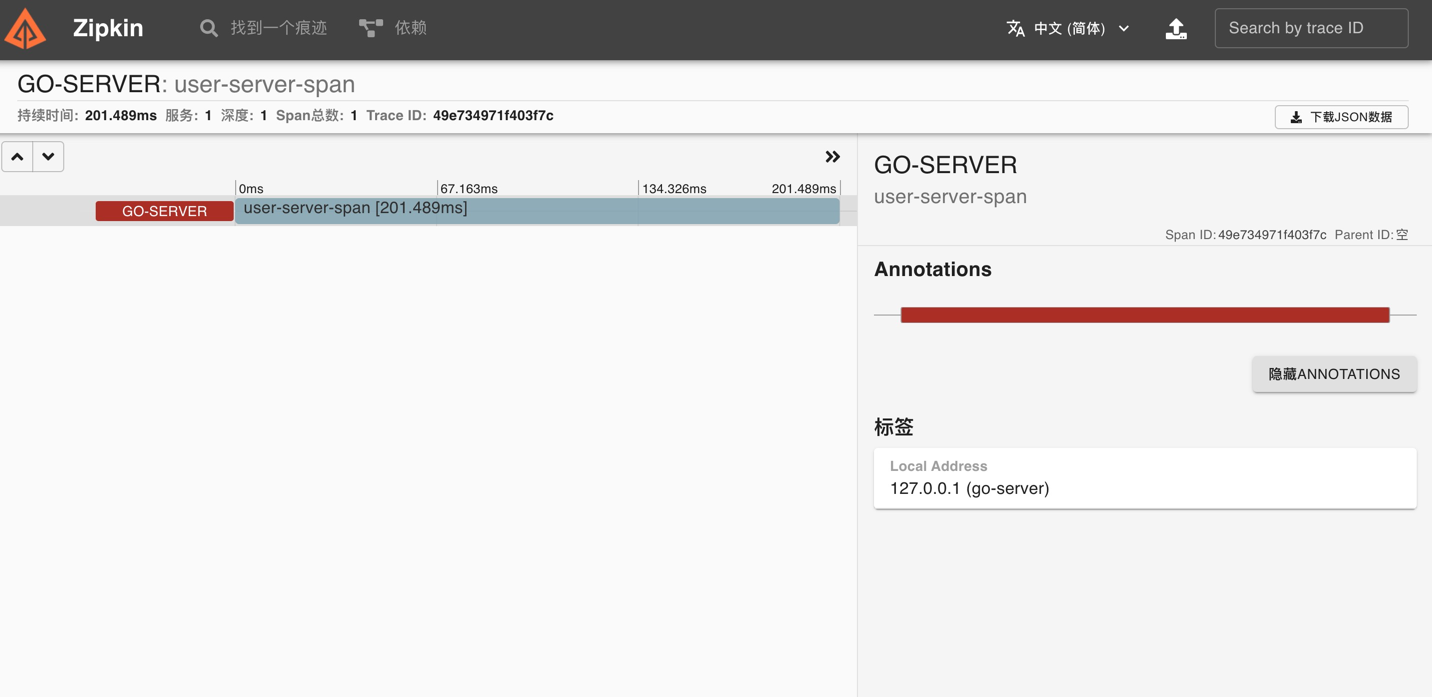 Zipkin 找到一个痕迹 依赖 中文 (简体) Search by trace ID
GO-SERVER: user-server-span
持续时间: 201.489ms 服务: 1 深度: 1 Span总数: 1 Trace ID: 49e734971f403f7c
下载JSON数据
0ms 67.163ms 134.326ms 201.489ms
GO-SERVER user-server-span [201.489ms]
GO-SERVER
user-server-span
Span ID: 49e734971f403f7c Parent ID: 空
Annotations
隐藏ANNOTATIONS
标签
Local Address
127.0.0.1 (go-server)